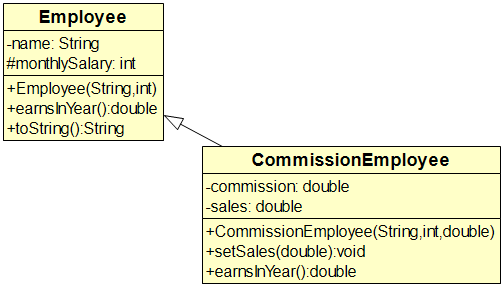 Employee
-name: String
#monthlySalary: int
+Employee(String,int)
+earnsInYear():double
+toString():String
CommissionEmployee
-commission: double
-sales: double
+CommissionEmployee(String,int,double)
+setSales(double):void
+earnsInYear():double